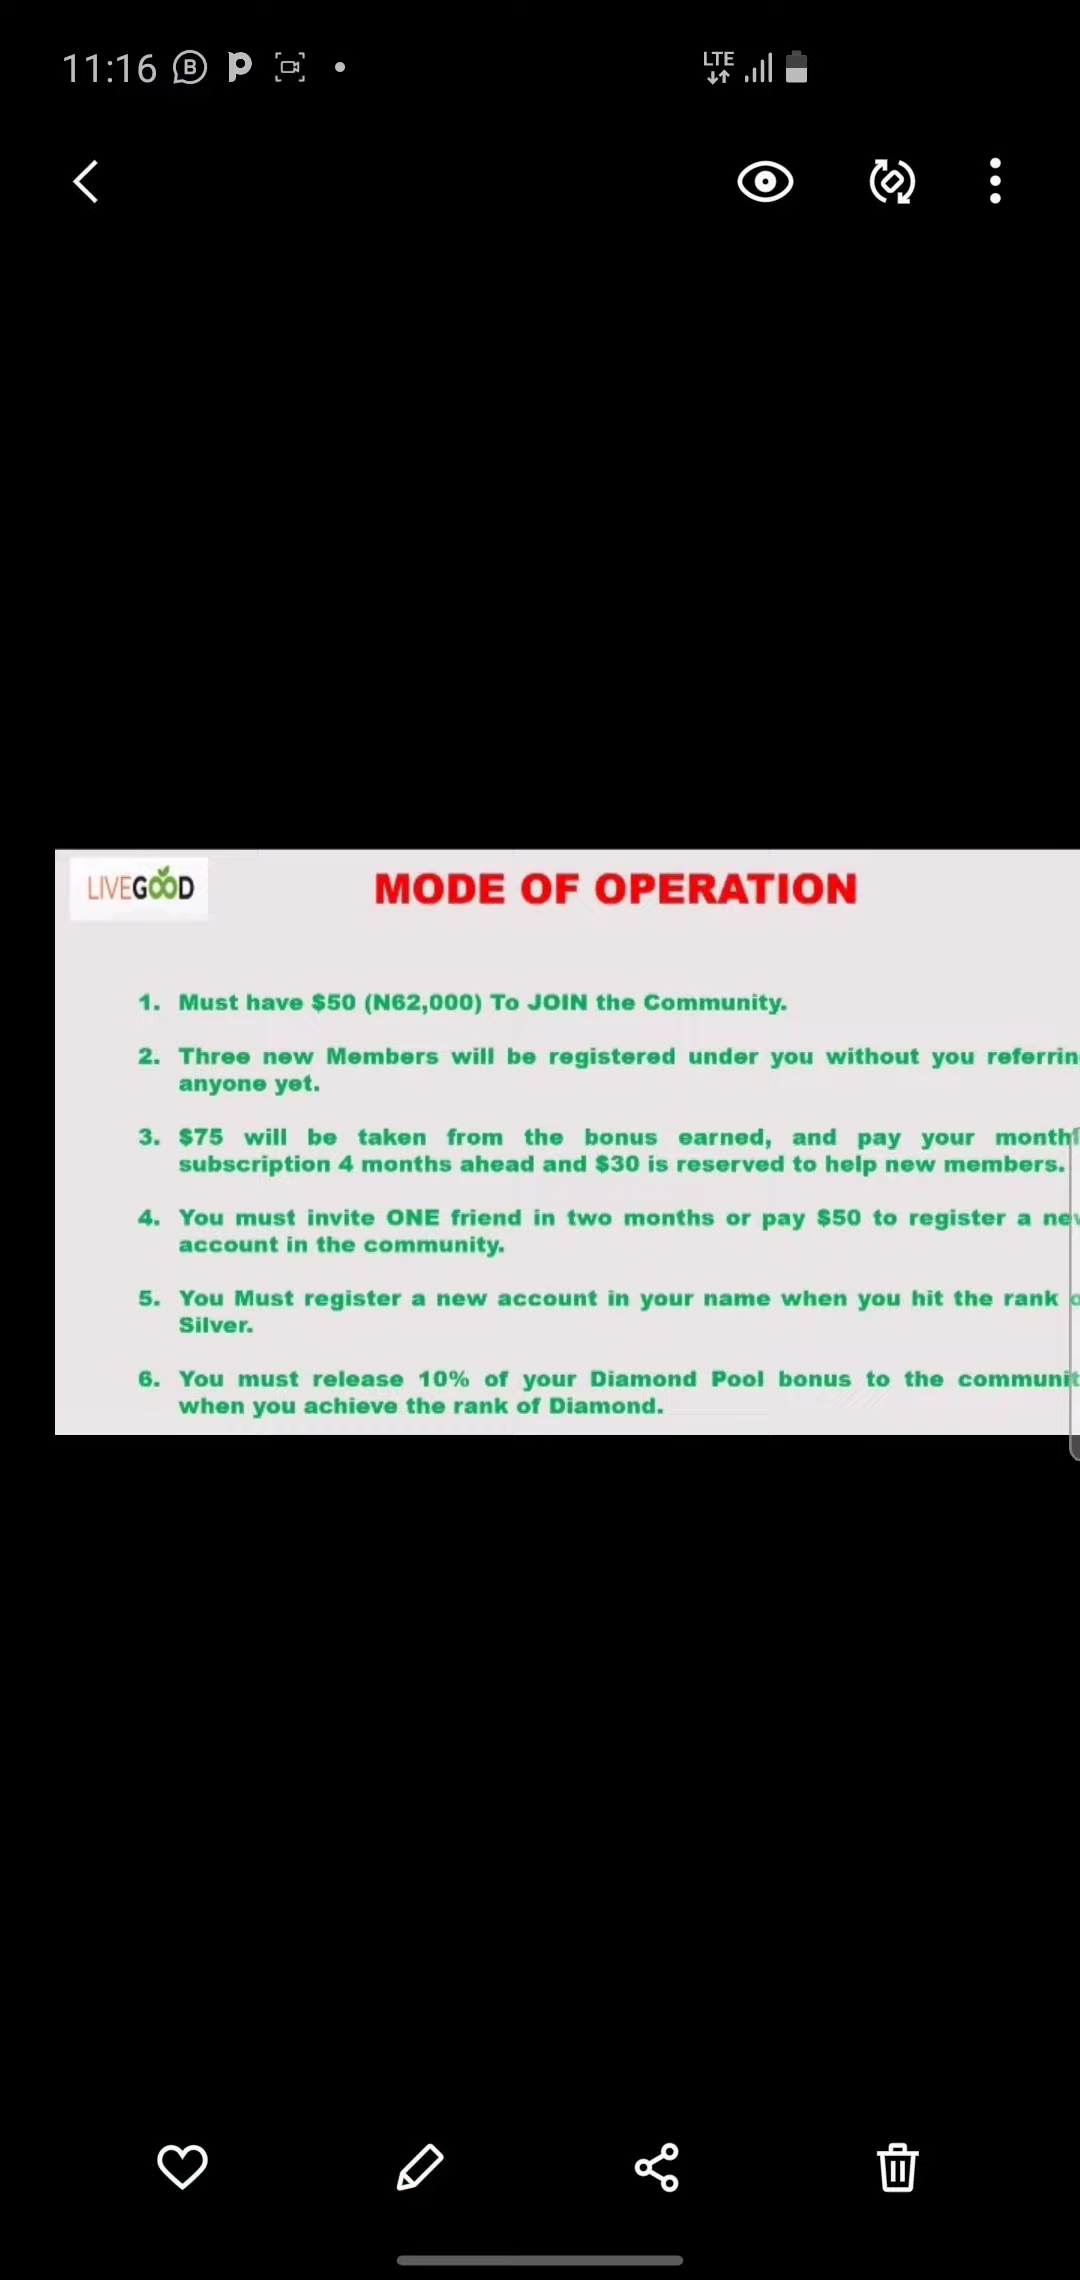 11:16
LTE
LIVEGOOD
MODE OF OPERATION
1. Must have $50 (N62,000) To JOIN the Community.
2. Three new Members will be registered under you without you referrin
anyone yet.
3. $75 will be taken from the bonus earned, and pay your month
subscription 4 months ahead and $30 is reserved to help new members.
4. You must invite ONE friend in two months or pay $50 to register a ne
account in the community.
5. You Must register a new account in your name when you hit the rank
Silver.
6. You must release 10% of your Diamond Pool bonus to the communit
when you achieve the rank of Diamond.